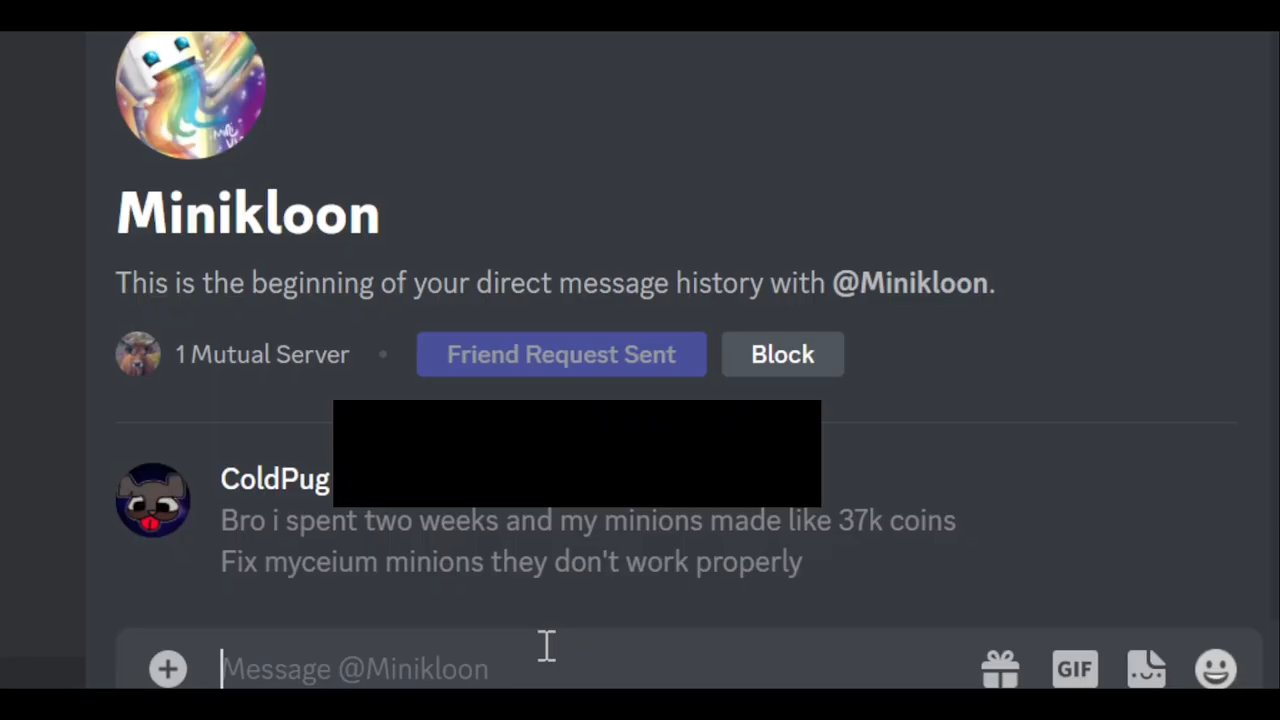 Minikloon
This is the beginning of your direct message history with @Minikloon.
1 Mutual Server • Friend Request Sent Block
ColdPug
Bro i spent two weeks and my minions made like 37k coins
Fix myceium minions they don't work properly
Message @Minikloon GIF